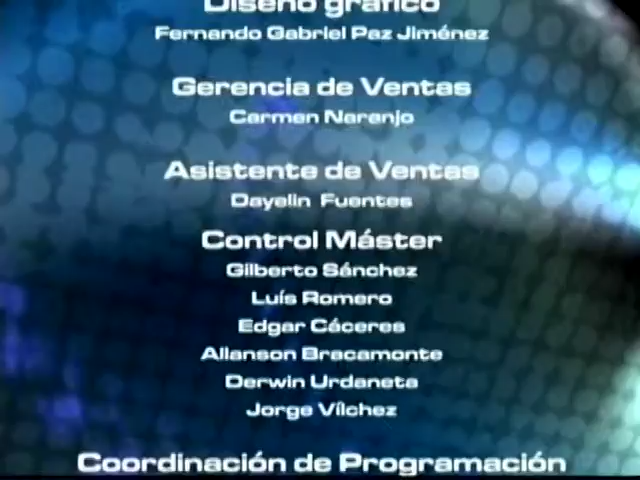 Diseño gráfico
Fernando Gabriel Paz Jiménez
Gerencia de Ventas
Carmen Naranjo
Asistente de Ventas
Dayelin Fuentes
Control Máster
Gilberto Sánchez
Luís Romero
Edgar Cáceres
Allanson Bracamonte
Derwin Urdaneta
Jorge Vílchez
Coordinación de Programación